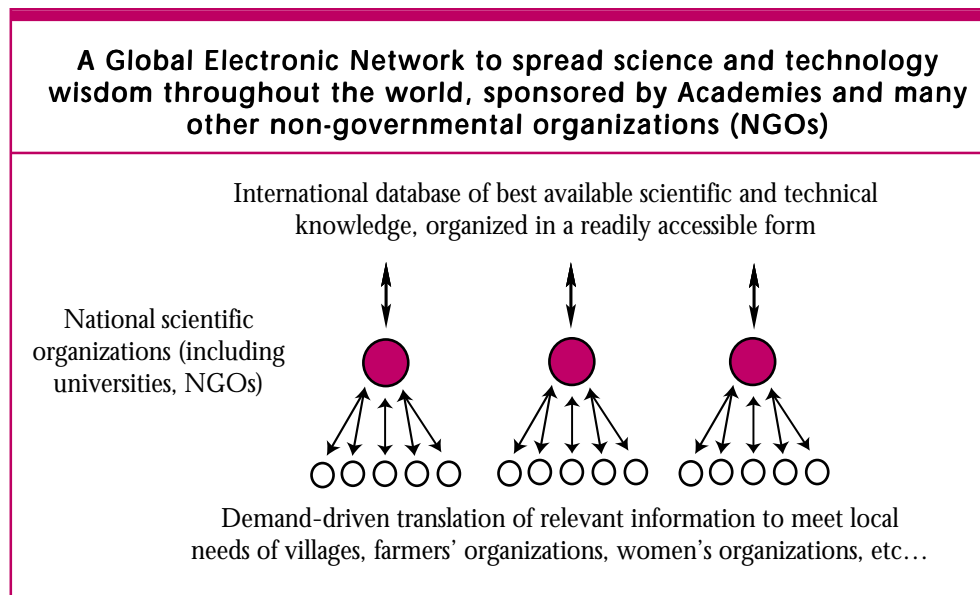 A Global Electronic Network to spread science and technology
wisdom throughout the world, sponsored by Academies and many
other non-governmental organizations (NGOs)
International database of best available scientific and technical
knowledge, organized in a readily accessible form
National scientific
organizations (including
universities, NGOs)
Demand-driven translation of relevant information to meet local
needs of villages, farmers’ organizations, women’s organizations, etc…